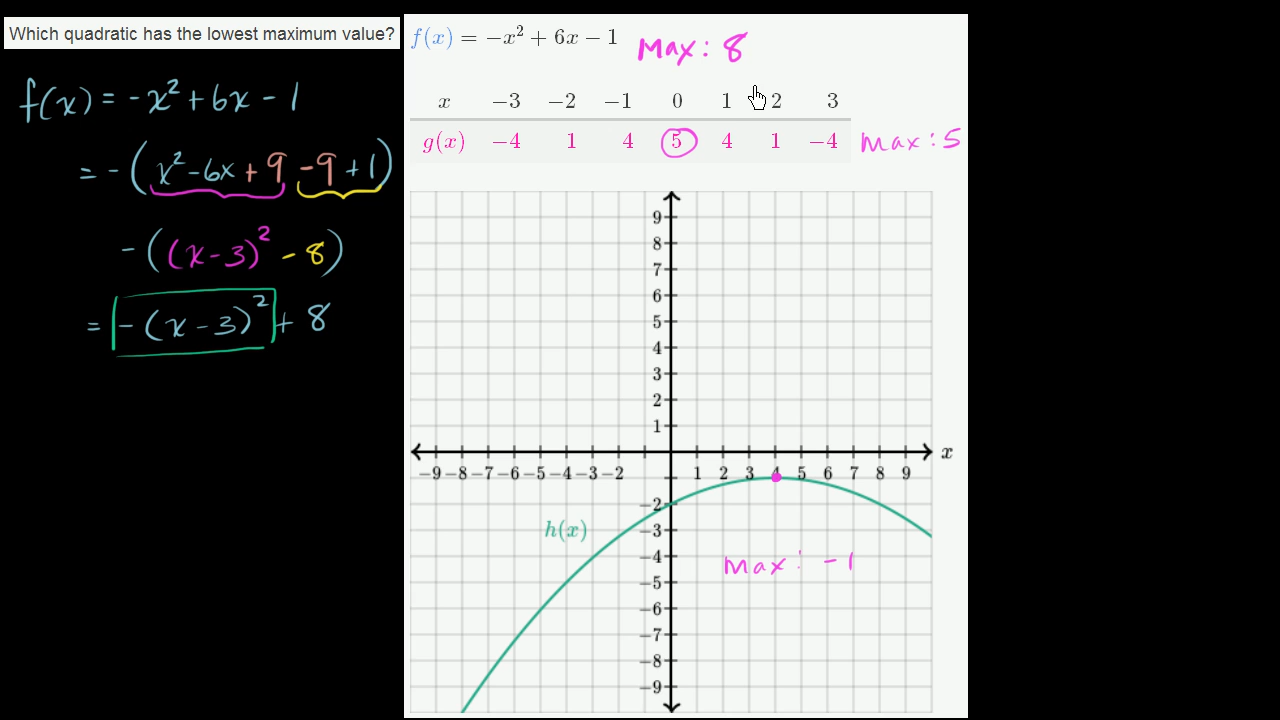 Which quadratic has the lowest maximum value?
f(x) = −x² + 6x − 1
= −(x² − 6x + 9 − 9 + 1)
−((x − 3)² − 8)
= −(x − 3)² + 8
f(x) = −x² + 6x − 1 Max: 8
x −3 −2 −1 0 1 2 3
g(x) −4 1 4 5 4 1 −4 Max: 5
9
8
7
6
5
4
3
2
1
x
−9 −8 −7 −6 −5 −4 −3 −2 1 2 3 4 5 6 7 8 9
−2
h(x) −3
−4 Max: −1
−5
−6
−7
−8
−9